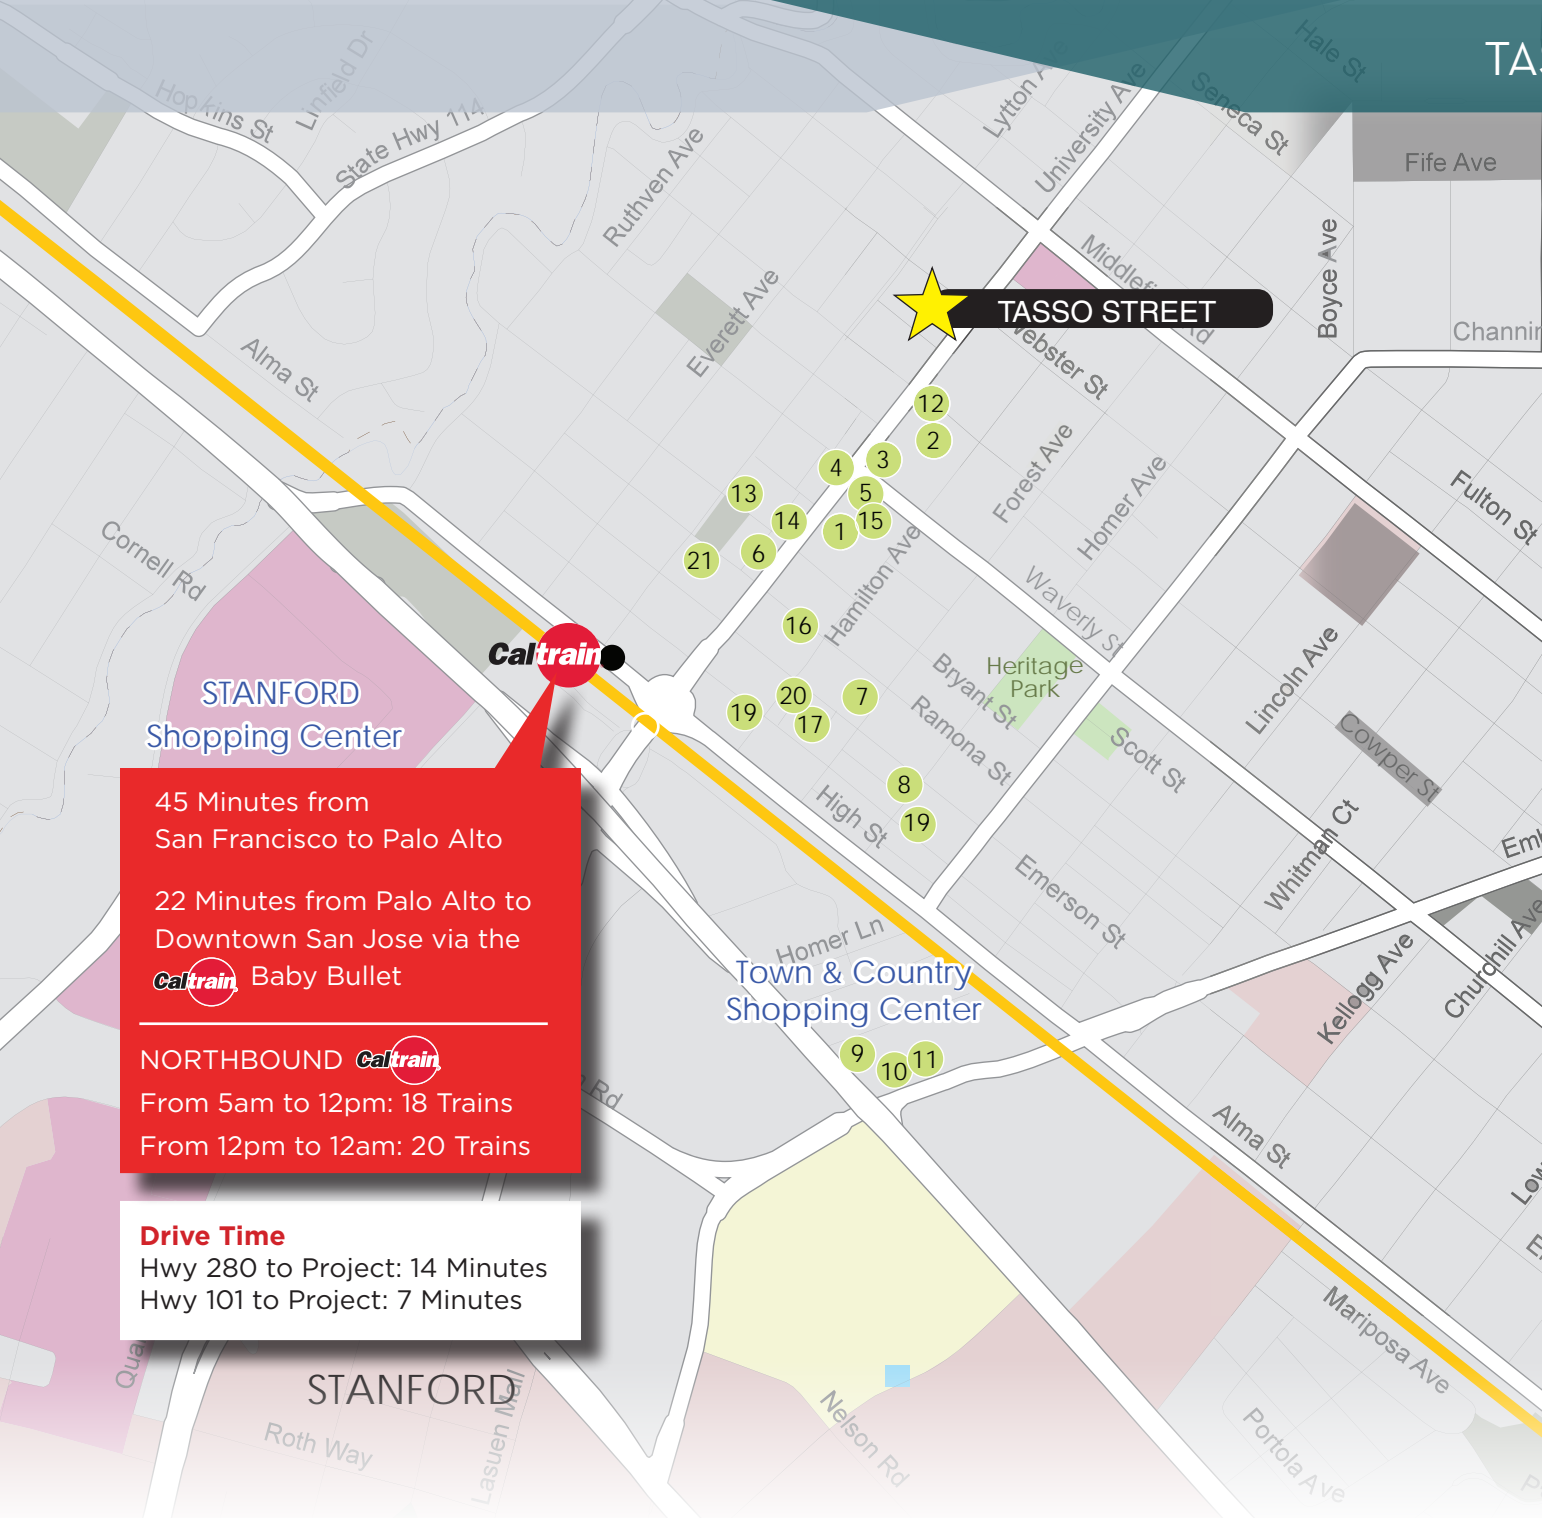 TAS
Hale St
Lytton A
University Ave
Seneca St
Fife Ave
Hopkins St
Linfield Dr
State Hwy 114
Ruthven Ave
Boyce Ave
Everett Ave
TASSO STREET
Webster St
Channin
Alma St
12
2
3
4
5
13
14
15
1
6
21
Forest Ave
Homer Ave
Fulton St
Cornell Rd
Hamilton Ave
Waverly St
16
Caltrain
Heritage
Park
Bryant St
Ramona St
Lincoln Ave
STANFORD
Shopping Center
19
20
17
7
Scott St
Cowper St
8
19
High St
Whitman Ct
45 Minutes from
San Francisco to Palo Alto
22 Minutes from Palo Alto to
Downtown San Jose via the
Caltrain Baby Bullet
NORTHBOUND Caltrain
From 5am to 12pm: 18 Trains
From 12pm to 12am: 20 Trains
Emerson St
Homer Ln
Town & Country
Shopping Center
9
10
11
Kellogg Ave
Churchill Ave
Rd
Alma St
Drive Time
Hwy 280 to Project: 14 Minutes
Hwy 101 to Project: 7 Minutes
Mariposa Ave
STANFORD
Lasuen Mall
Roth Way
Nelson Rd
Portola Ave